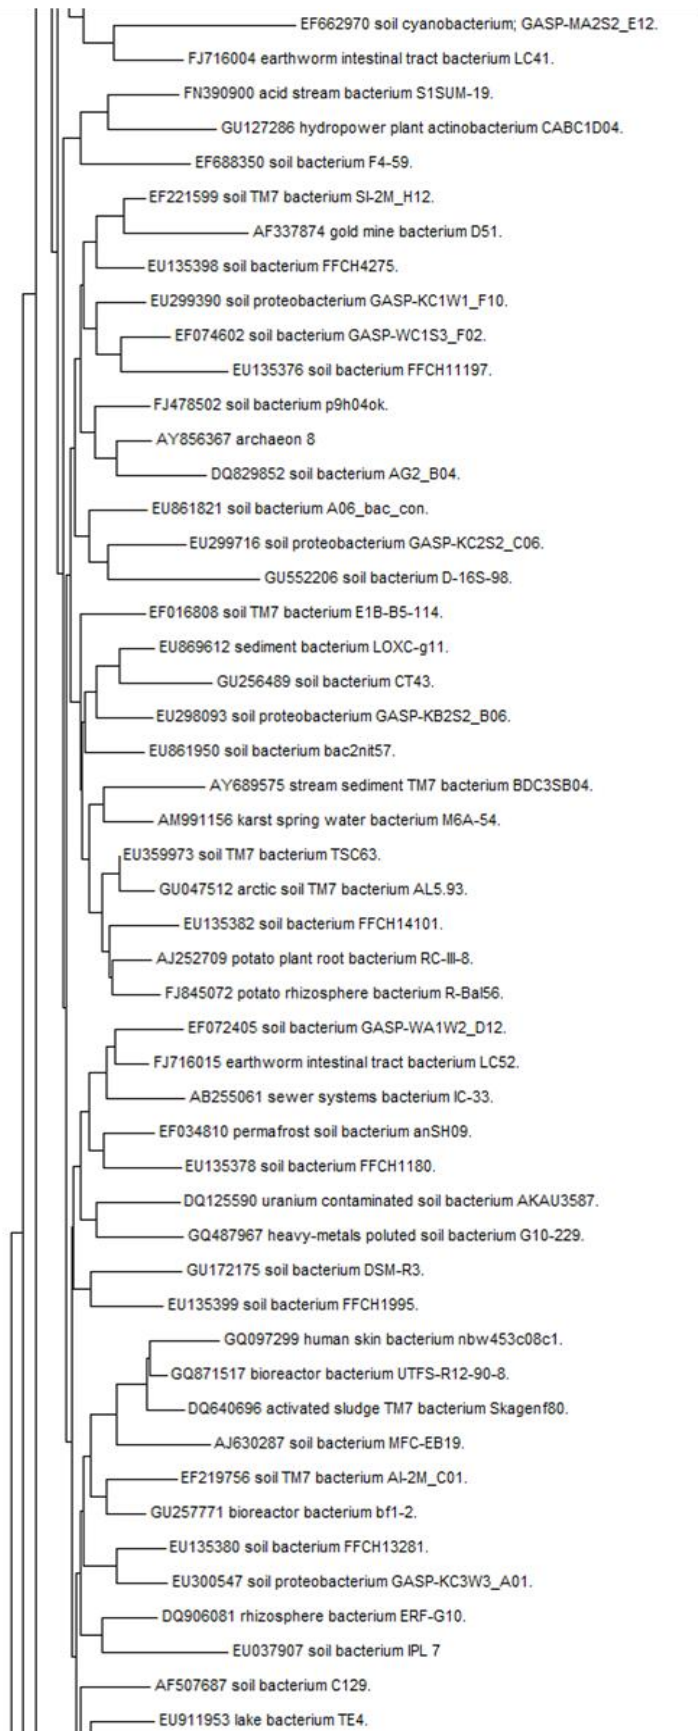 EF662970 soil cyanobacterium; GASP-MA2S2_E12.
FJ716004 earthworm intestinal tract bacterium LC41.
FN390900 acid stream bacterium S1SUM-19.
GU127286 hydropower plant actinobacterium CABC1D04.
EF688350 soil bacterium F4-59.
EF221599 soil TM7 bacterium SI-2M_H12.
AF337874 gold mine bacterium D51.
EU135398 soil bacterium FFCH4275.
EU299390 soil proteobacterium GASP-KC1W1_F10.
EF074602 soil bacterium GASP-WC1S3_F02.
EU135376 soil bacterium FFCH11197.
FJ478502 soil bacterium p9h04ok.
AY856367 archaeon 8
DQ829852 soil bacterium AG2_B04.
EU861821 soil bacterium A06_bac_con.
EU299716 soil proteobacterium GASP-KC2S2_C06.
GU552206 soil bacterium D-16S-98.
EF016808 soil TM7 bacterium E1B-B5-114.
EU869612 sediment bacterium LOXC-g11.
GU256489 soil bacterium CT43.
EU298093 soil proteobacterium GASP-KB2S2_B06.
EU861950 soil bacterium bac2nit57.
AY689575 stream sediment TM7 bacterium BDC3SB04.
AM991156 karst spring water bacterium M6A-54.
EU359973 soil TM7 bacterium TSC63.
GU047512 arctic soil TM7 bacterium AL5.93.
EU135382 soil bacterium FFCH14101.
AJ252709 potato plant root bacterium RC-III-8.
FJ845072 potato rhizosphere bacterium R-Bal56.
EF072405 soil bacterium GASP-WA1W2_D12.
FJ716015 earthworm intestinal tract bacterium LC52.
AB255061 sewer systems bacterium IC-33.
EF034810 permafrost soil bacterium anSH09.
EU135378 soil bacterium FFCH1180.
DQ125590 uranium contaminated soil bacterium AKAU3587.
GQ487967 heavy-metals poluted soil bacterium G10-229.
GU172175 soil bacterium DSM-R3.
EU135399 soil bacterium FFCH1995.
GQ097299 human skin bacterium nbw453c08c1.
GQ871517 bioreactor bacterium UTFS-R12-90-8.
DQ640696 activated sludge TM7 bacterium Skagenf80.
AJ630287 soil bacterium MFC-EB19.
EF219756 soil TM7 bacterium AI-2M_C01.
GU257771 bioreactor bacterium bf1-2.
EU135380 soil bacterium FFCH13281.
EU300547 soil proteobacterium GASP-KC3W3_A01.
DQ906081 rhizosphere bacterium ERF-G10.
EU037907 soil bacterium IPL 7
AF507687 soil bacterium C129.
EU911953 lake bacterium TE4.